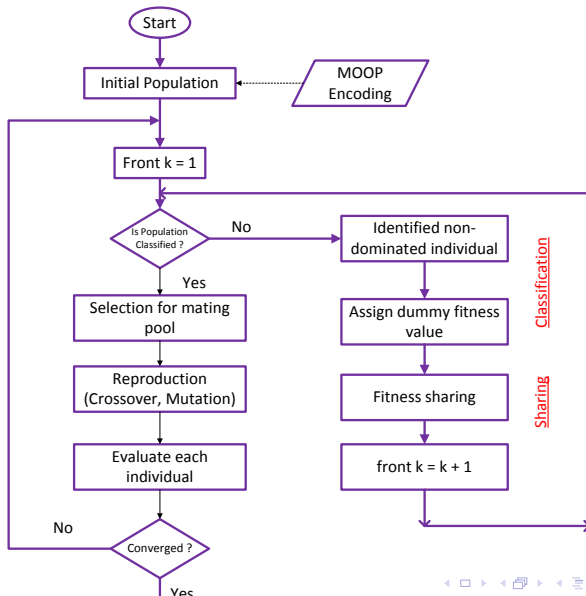 Start
Initial Population
MOOP
Encoding
Front k = 1
Is Population
Classified ?
No
Identified non-
dominated individual
Classification
Yes
Selection for mating
pool
Assign dummy fitness
value
Reproduction
(Crossover, Mutation)
Fitness sharing
Sharing
Evaluate each
individual
front k = k + 1
No
Converged ?
Yes